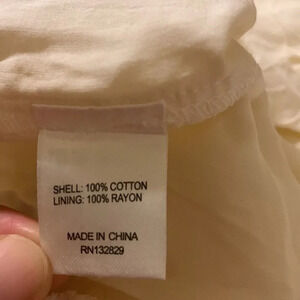 SHELL: 100% COTTON
LINING: 100% RAYON
MADE IN CHINA
RN132829